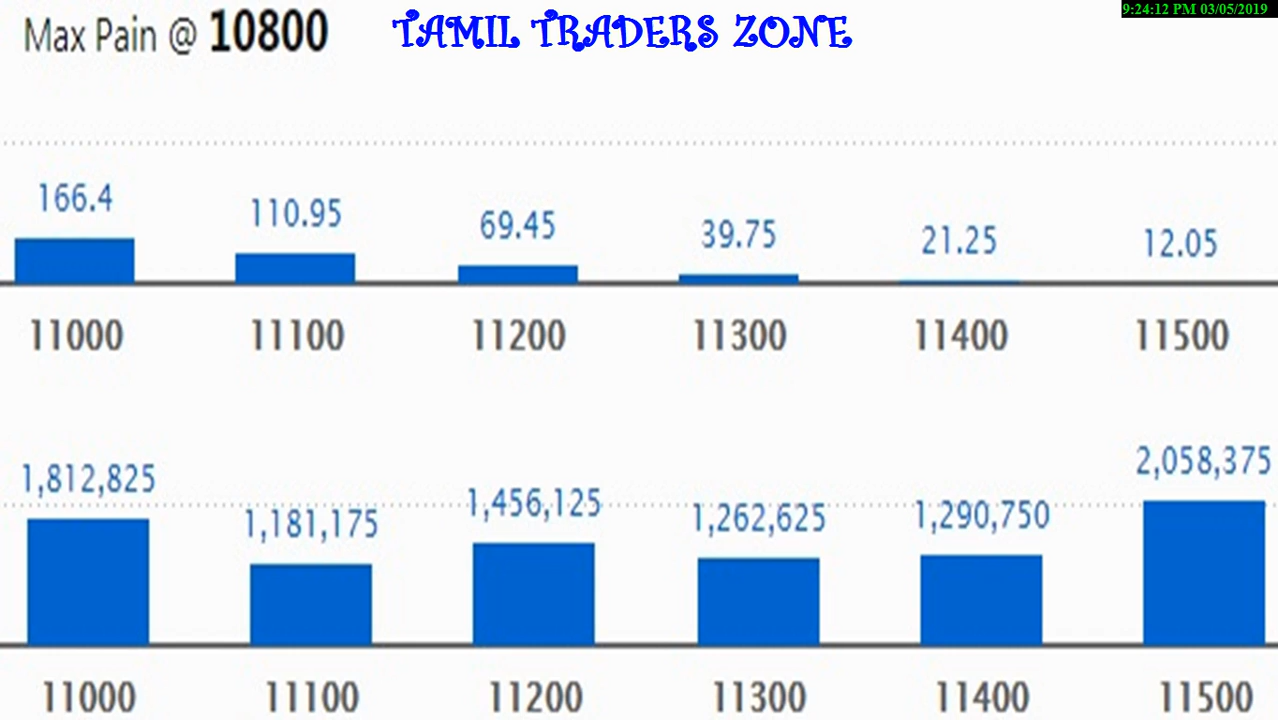 Max Pain @ 10800
TAMIL TRADERS ZONE
9:24:12 PM 03/05/2019
166.4 110.95 69.45 39.75 21.25 12.05
11000 11100 11200 11300 11400 11500
1,812,825 1,181,175 1,456,125 1,262,625 1,290,750 2,058,375
11000 11100 11200 11300 11400 11500